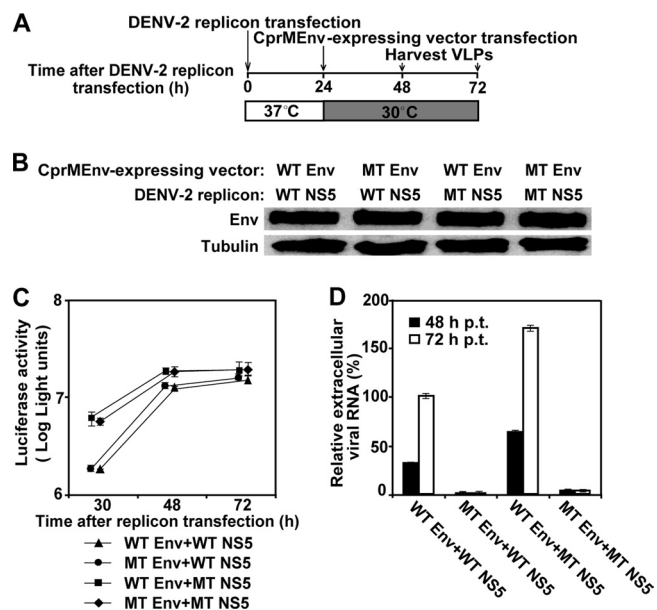 A
DENV-2 replicon transfection
CprMEnv-expressing vector transfection
Harvest VLPs
Time after DENV-2 replicon
transfection (h)
0 24 48 72
37°C 30°C
B
CprMEnv-expressing vector: WT Env MT Env WT Env MT Env
DENV-2 replicon: WT NS5 WT NS5 MT NS5 MT NS5
Env
Tubulin
C
Luciferase activity
( Log Light units)
8
7
6
30 48 72
Time after replicon transfection (h)
WT Env+WT NS5
MT Env+WT NS5
WT Env+MT NS5
MT Env+MT NS5
D
Relative extracellular
viral RNA (%)
200
150
100
50
0
48 h p.t.
72 h p.t.
WT Env+WT NS5
MT Env+WT NS5
WT Env+MT NS5
MT Env+MT NS5